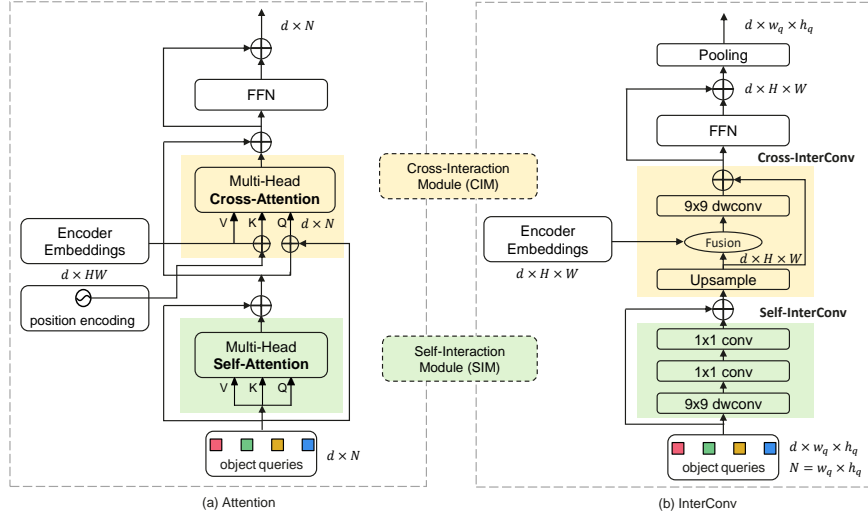 d × N
FFN
Multi-Head
Cross-Attention
V K Q d × N
Encoder
Embeddings
d × HW
position encoding
Multi-Head
Self-Attention
V K Q
object queries
d × N
(a) Attention
Cross-Interaction
Module (CIM)
Self-Interaction
Module (SIM)
d × w_q × h_q
Pooling
d × H × W
FFN
Cross-InterConv
9x9 dwconv
Encoder
Embeddings
Fusion
d × H × W
d × H × W
Upsample
Self-InterConv
1x1 conv
1x1 conv
9x9 dwconv
object queries
d × w_q × h_q
N = w_q × h_q
(b) InterConv